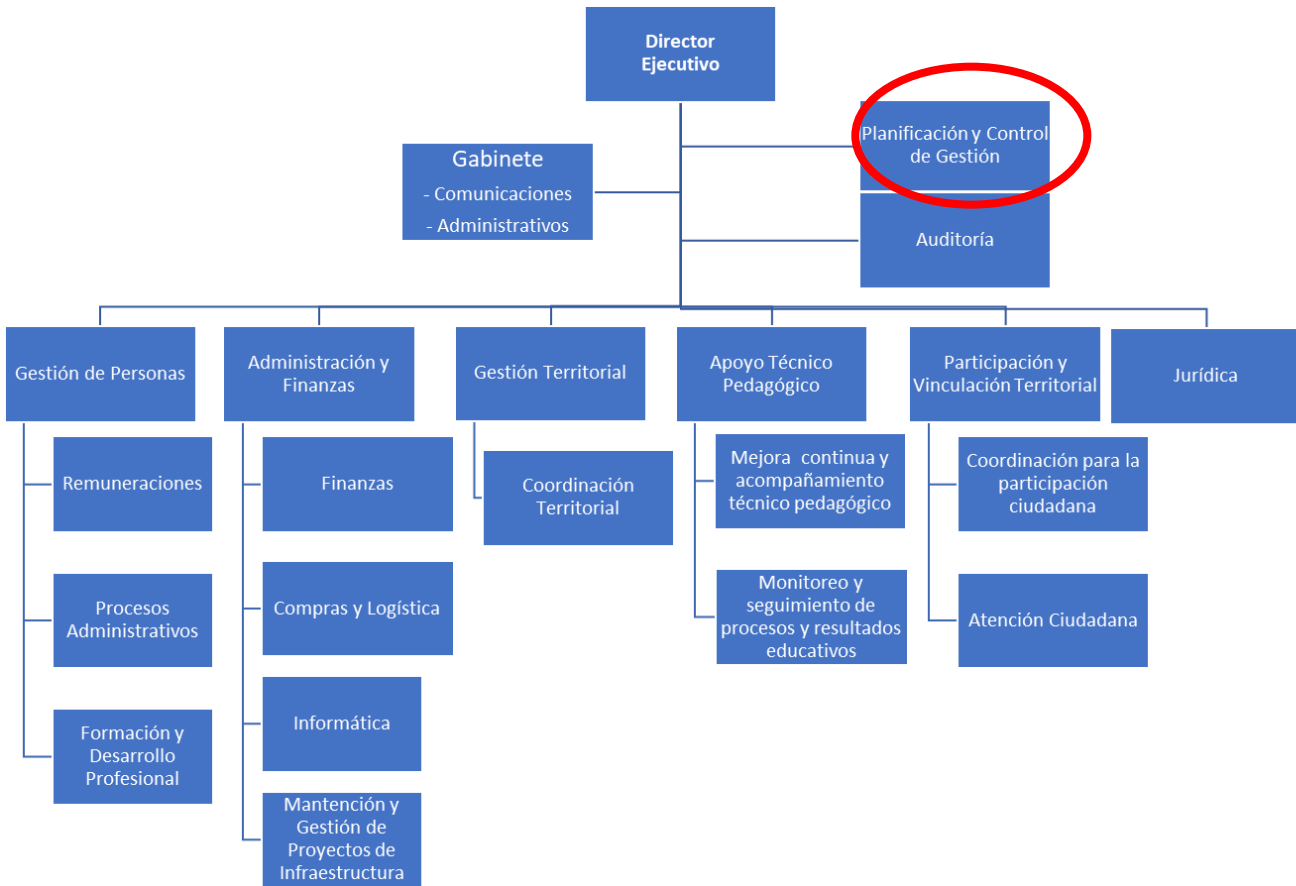 Director
Ejecutivo
Planificación y Control
de Gestión
Gabinete
- Comunicaciones
- Administrativos
Auditoría
Gestión de Personas
Administración y
Finanzas
Gestión Territorial
Apoyo Técnico
Pedagógico
Participación y
Vinculación Territorial
Jurídica
Remuneraciones
Procesos
Administrativos
Formación y
Desarrollo
Profesional
Finanzas
Compras y Logística
Informática
Mantención y
Gestión de
Proyectos de
Infraestructura
Coordinación
Territorial
Mejora continua y
acompañamiento
técnico pedagógico
Monitoreo y
seguimiento de
procesos y resultados
educativos
Coordinación para la
participación
ciudadana
Atención Ciudadana